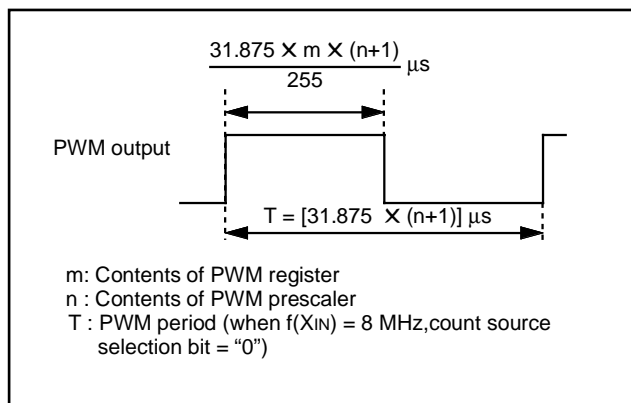 31.875 × m × (n+1)
255
μs
PWM output
T = [31.875 × (n+1)] μs
m: Contents of PWM register
n : Contents of PWM prescaler
T : PWM period (when f(XIN) = 8 MHz,count source
selection bit = “0”)